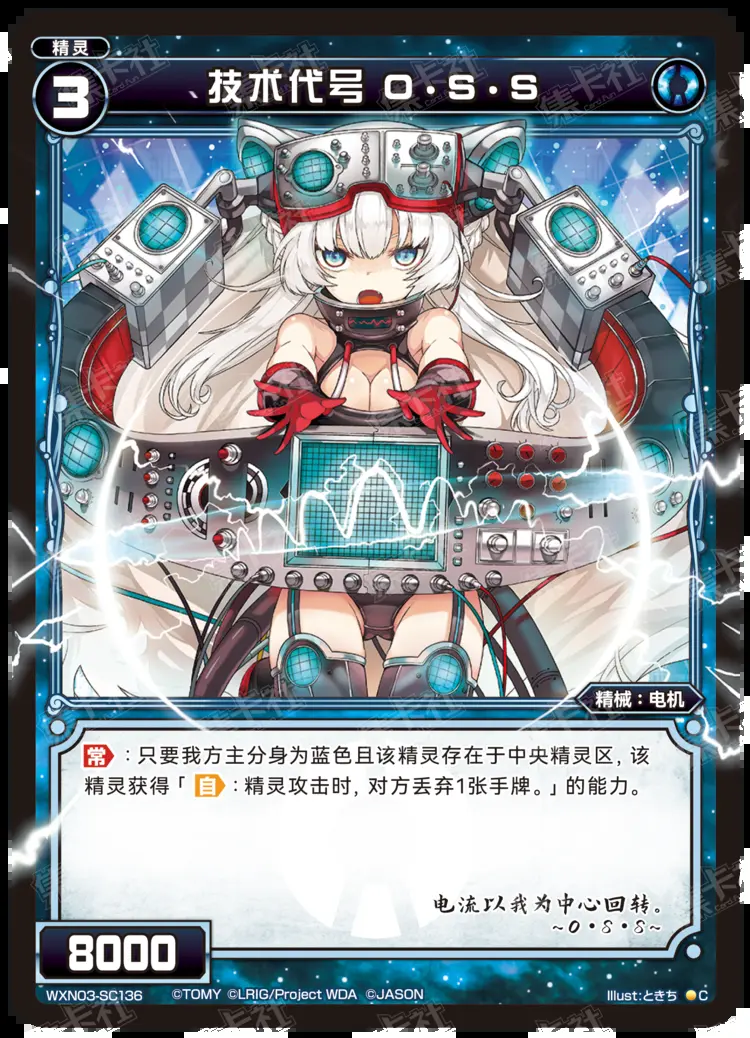 精灵
3
技术代号 O·S·S
精械：电机
常：只要我方主分身为蓝色且该精灵存在于中央精灵区，该
精灵获得「自：精灵攻击时，对方丢弃1张手牌。」的能力。
电流以我为中心回转。
～O·S·S～
8000
WXN03-SC136 ©TOMY ©LRIG/Project WDA ©JASON Illust:ときち C
集卡社